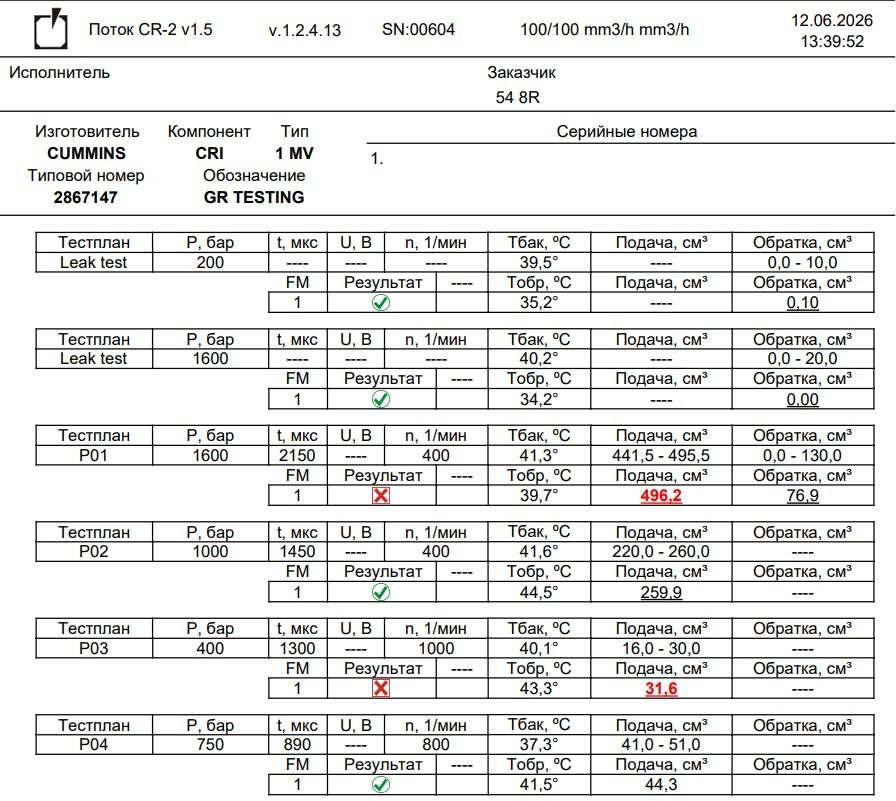 Поток CR-2 v1.5 v.1.2.4.13 SN:00604 100/100 mm3/h mm3/h 12.06.2026
13:39:52
Исполнитель Заказчик
54 8R
Изготовитель Компонент Тип Серийные номера
CUMMINS CRI 1 MV 1.
Типовой номер Обозначение
2867147 GR TESTING
Тестплан P, бар t, мкс U, В n, 1/мин Тбак, ºC Подача, см³ Обратка, см³
Leak test 200 ---- ---- ---- 39,5° ---- 0,0 - 10,0
FM Результат ---- Тобр, ºC Подача, см³ Обратка, см³
1 35,2° ---- 0,10
Тестплан P, бар t, мкс U, В n, 1/мин Тбак, ºC Подача, см³ Обратка, см³
Leak test 1600 ---- ---- ---- 40,2° ---- 0,0 - 20,0
FM Результат ---- Тобр, ºC Подача, см³ Обратка, см³
1 34,2° ---- 0,00
Тестплан P, бар t, мкс U, В n, 1/мин Тбак, ºC Подача, см³ Обратка, см³
P01 1600 2150 ---- 400 41,3° 441,5 - 495,5 0,0 - 130,0
FM Результат ---- Тобр, ºC Подача, см³ Обратка, см³
1 39,7° 496,2 76,9
Тестплан P, бар t, мкс U, В n, 1/мин Тбак, ºC Подача, см³ Обратка, см³
P02 1000 1450 ---- 400 41,6° 220,0 - 260,0 ----
FM Результат ---- Тобр, ºC Подача, см³ Обратка, см³
1 44,5° 259,9 ----
Тестплан P, бар t, мкс U, В n, 1/мин Тбак, ºC Подача, см³ Обратка, см³
P03 400 1300 ---- 1000 40,1° 16,0 - 30,0 ----
FM Результат ---- Тобр, ºC Подача, см³ Обратка, см³
1 43,3° 31,6 ----
Тестплан P, бар t, мкс U, В n, 1/мин Тбак, ºC Подача, см³ Обратка, см³
P04 750 890 ---- 800 37,3° 41,0 - 51,0 ----
FM Результат ---- Тобр, ºC Подача, см³ Обратка, см³
1 41,5° 44,3 ----